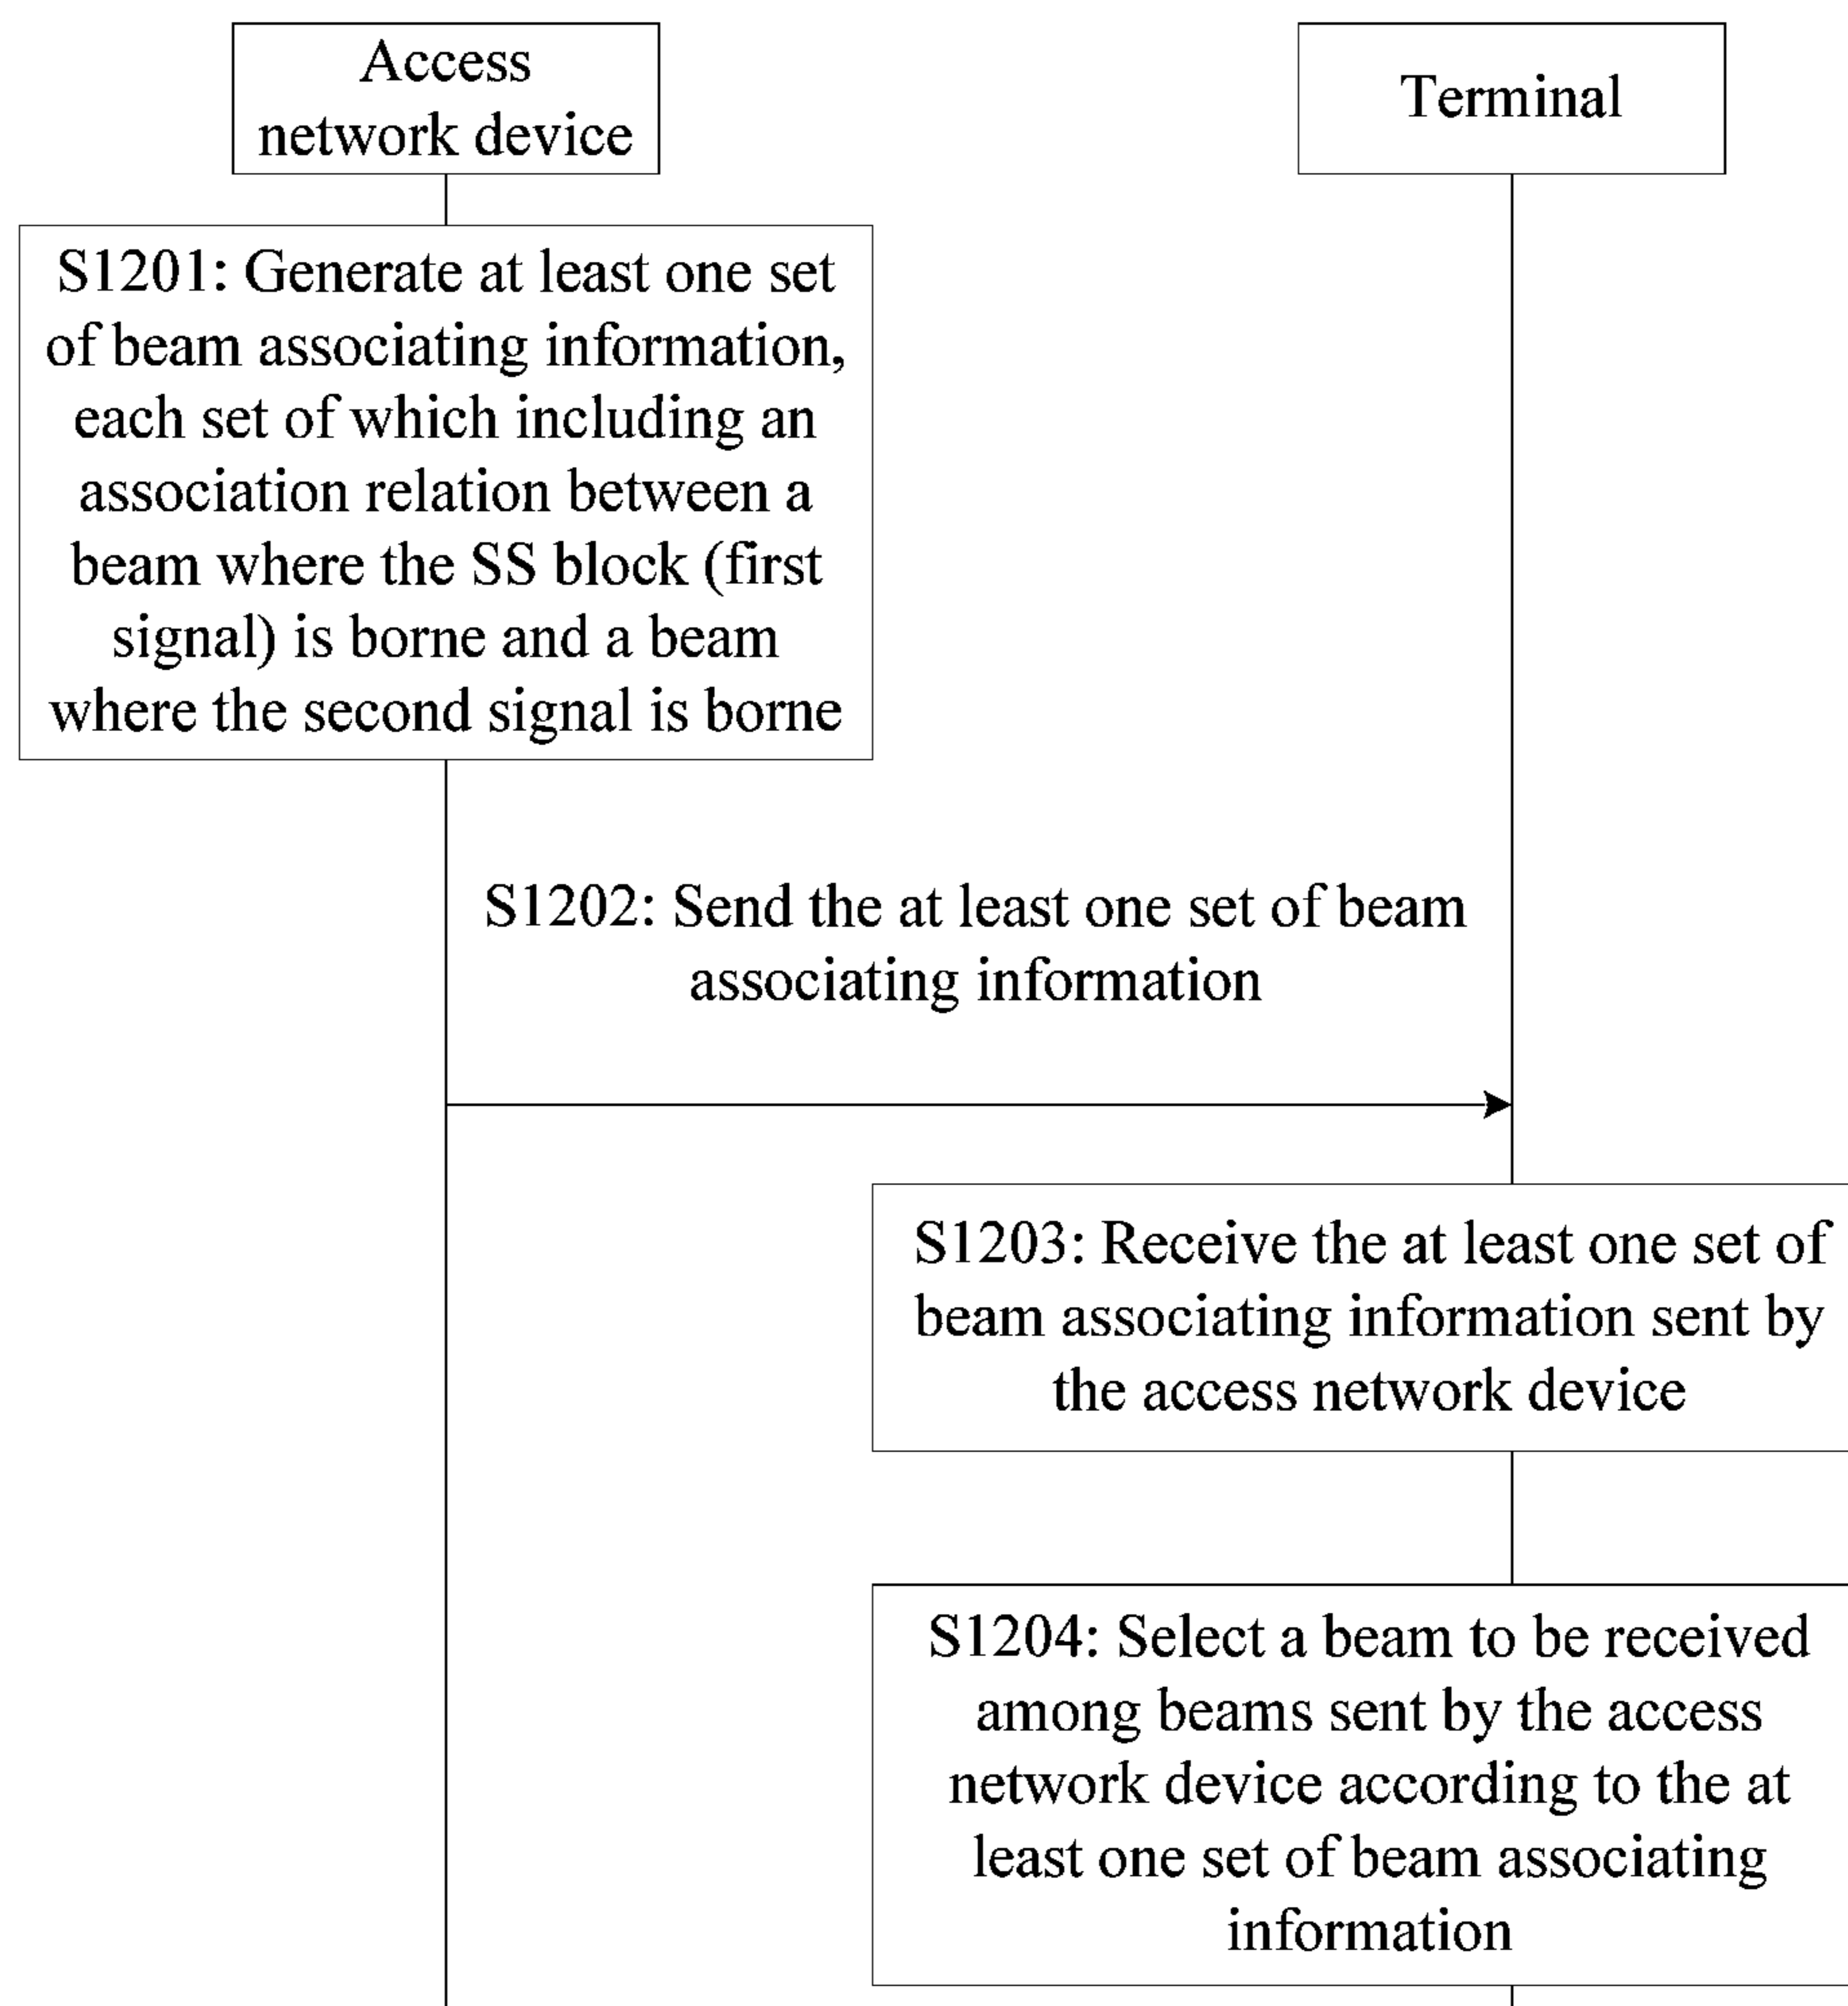 Access
network device
Terminal
S1201: Generate at least one set
of beam associating information,
each set of which including an
association relation between a
beam where the SS block (first
signal) is borne and a beam
where the second signal is borne
S1202: Send the at least one set of beam
associating information
S1203: Receive the at least one set of
beam associating information sent by
the access network device
S1204: Select a beam to be received
among beams sent by the access
network device according to the at
least one set of beam associating
information